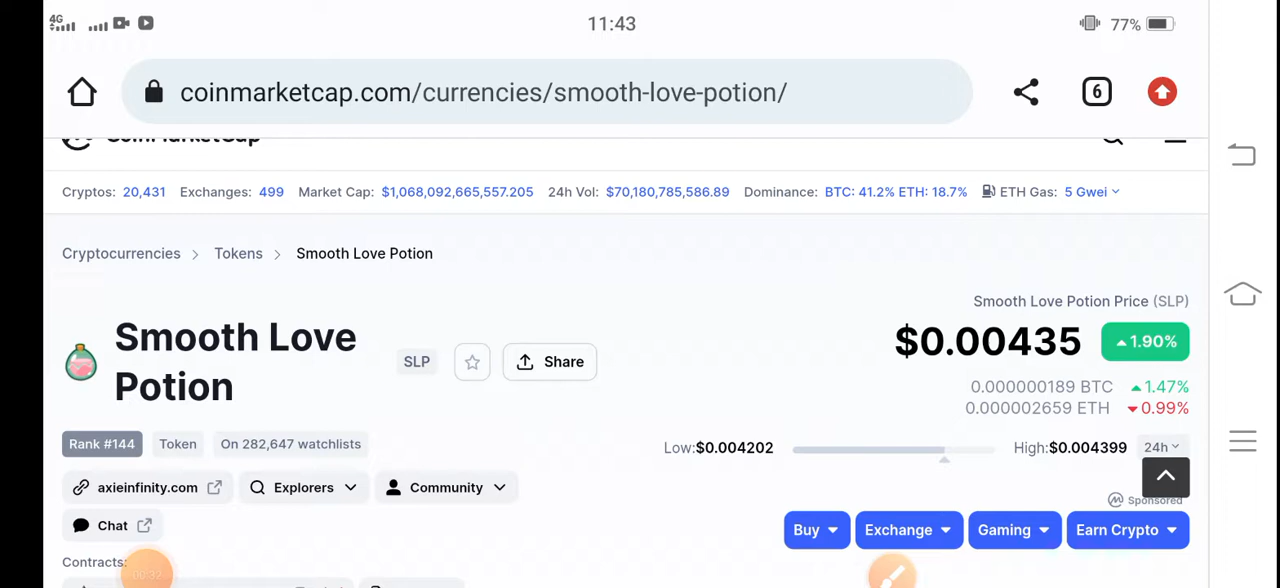 4G 11:43 77%
coinmarketcap.com/currencies/smooth-love-potion/ 6
CoinMarketCap
Cryptos: 20,431 Exchanges: 499 Market Cap: $1,068,092,665,557.205 24h Vol: $70,180,785,586.89 Dominance: BTC: 41.2% ETH: 18.7% ETH Gas: 5 Gwei
Cryptocurrencies > Tokens > Smooth Love Potion
Smooth Love Potion Price (SLP)
Smooth Love
Potion
SLP Share
$0.00435 1.90%
0.000000189 BTC 1.47%
0.000002659 ETH 0.99%
Rank #144 Token On 282,647 watchlists
Low:$0.004202 High:$0.004399 24h
axieinfinity.com Explorers Community
Sponsored
Chat
Buy Exchange Gaming Earn Crypto
Contracts:
00:32